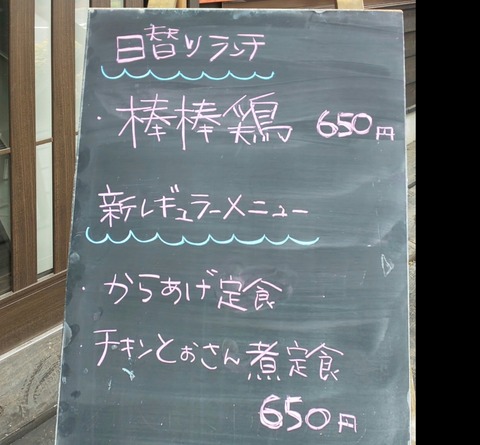 日替りランチ
・棒棒鶏 650円
新レギュラーメニュー
・からあげ定食
チキンとおさん煮定食
650円